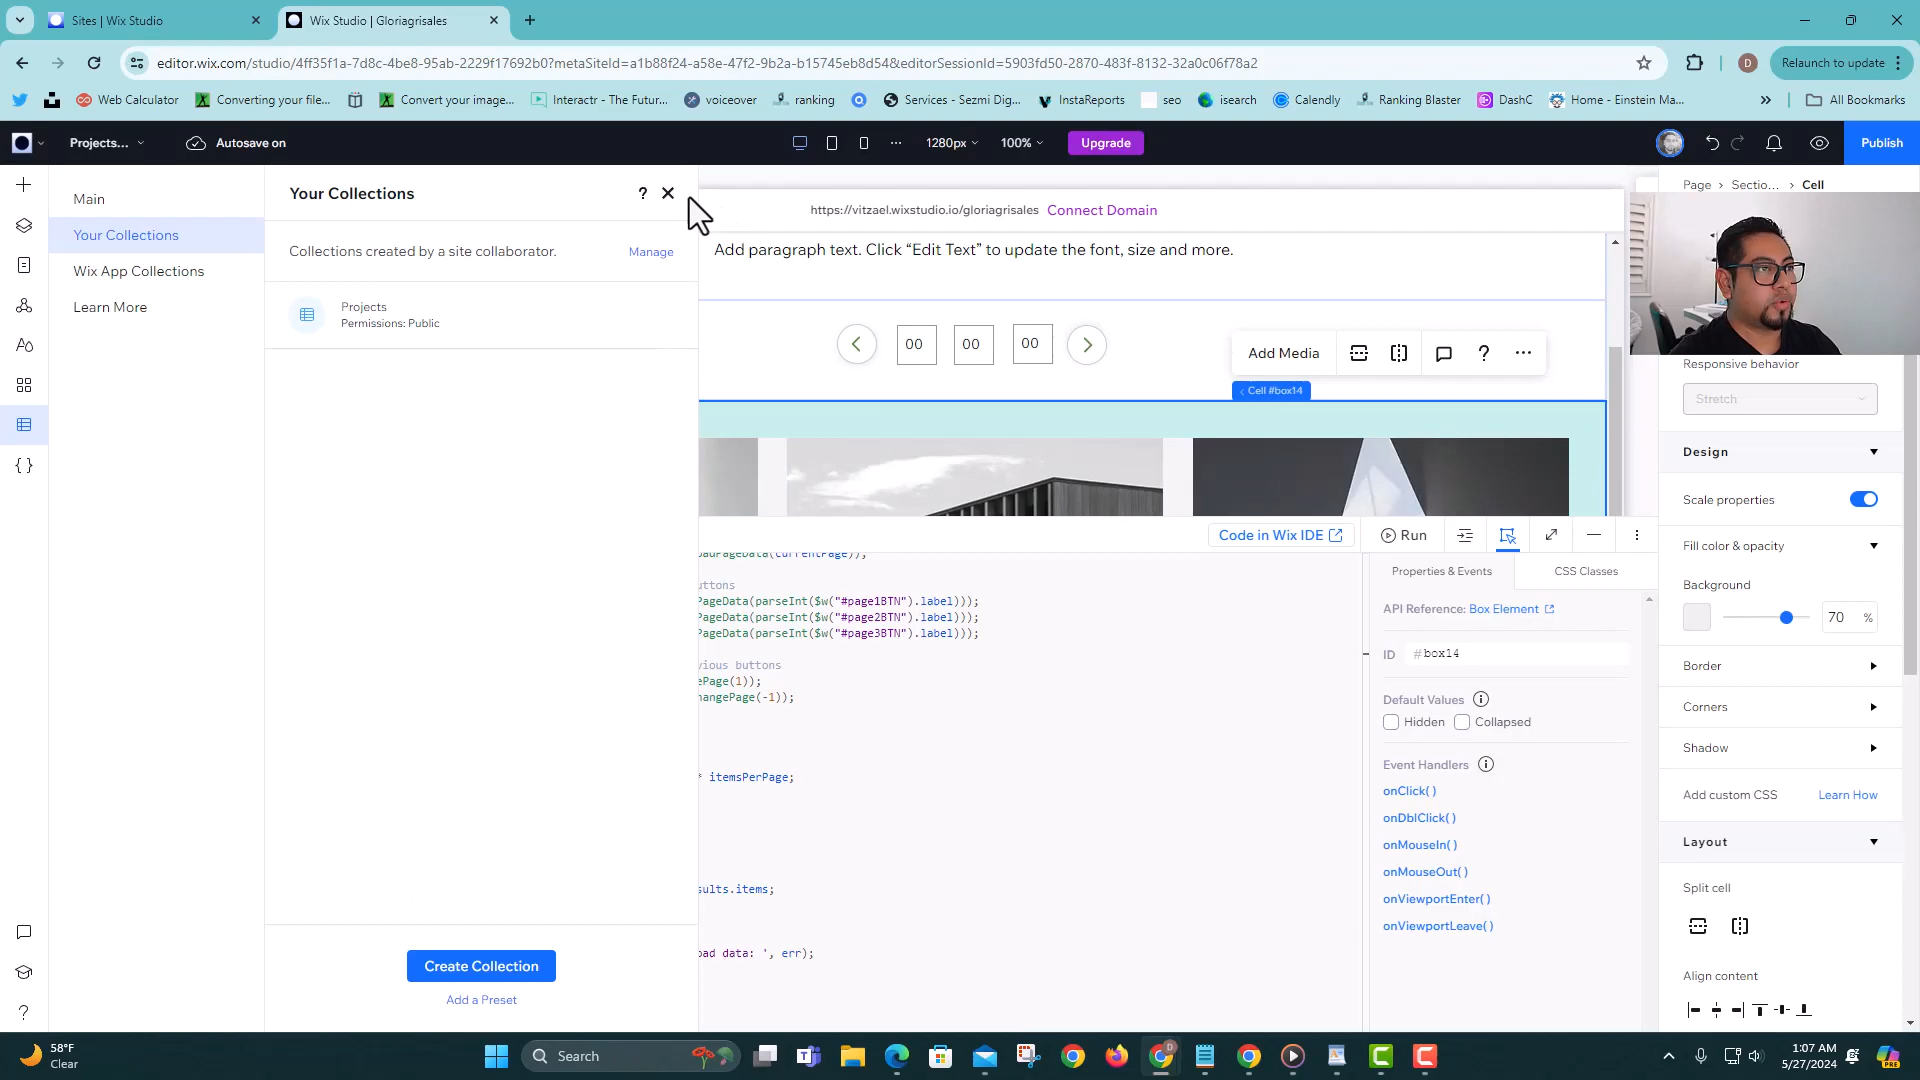 Sites | Wix Studio
Wix Studio | Gloriagrisales
editor.wix.com/studio/4ff35f1a-7d8c-4be8-95ab-2229f17692b0?metaSiteId=a1b88f24-a58e-47f2-9b2a-b15745eb8d54&editorSessionId=5903fd50-2870-483f-8132-32a0c06f78a2
D
Relaunch to update
Web Calculator
Converting your file...
Convert your image...
Interactr - The Futur...
voiceover
ranking
Services - Sezmi Dig...
InstaReports
seo
isearch
Calendly
Ranking Blaster
DashC
Home - Einstein Ma...
All Bookmarks
Projects...
Autosave on
1280px
100%
Upgrade
Publish
Main
Your Collections
Wix App Collections
Learn More
Your Collections
?
Collections created by a site collaborator.
Manage
Projects
Permissions: Public
Create Collection
Add a Preset
https://vitzael.wixstudio.io/gloriagrisales
Connect Domain
Add paragraph text. Click “Edit Text” to update the font, size and more.
00
00
00
Add Media
?
Cell #box14
Code in Wix IDE
Run
oadPageData(currentPage));
uttons
PageData(parseInt($w("#page1BTN").label)));
PageData(parseInt($w("#page2BTN").label)));
PageData(parseInt($w("#page3BTN").label)));
vious buttons
ePage(1));
hangePage(-1));
* itemsPerPage;
sults.items;
oad data: ', err);
Properties & Events
CSS Classes
API Reference: Box Element
ID
#box14
Default Values
Hidden
Collapsed
Event Handlers
onClick()
onDblClick()
onMouseIn()
onMouseOut()
onViewportEnter()
onViewportLeave()
Page > Sectio... > Cell
Responsive behavior
Stretch
Design
Scale properties
Fill color & opacity
Background
70 %
Border
Corners
Shadow
Add custom CSS
Learn How
Layout
Split cell
Align content
?
58°F
Clear
Search
D
1:07 AM
5/27/2024
PRE